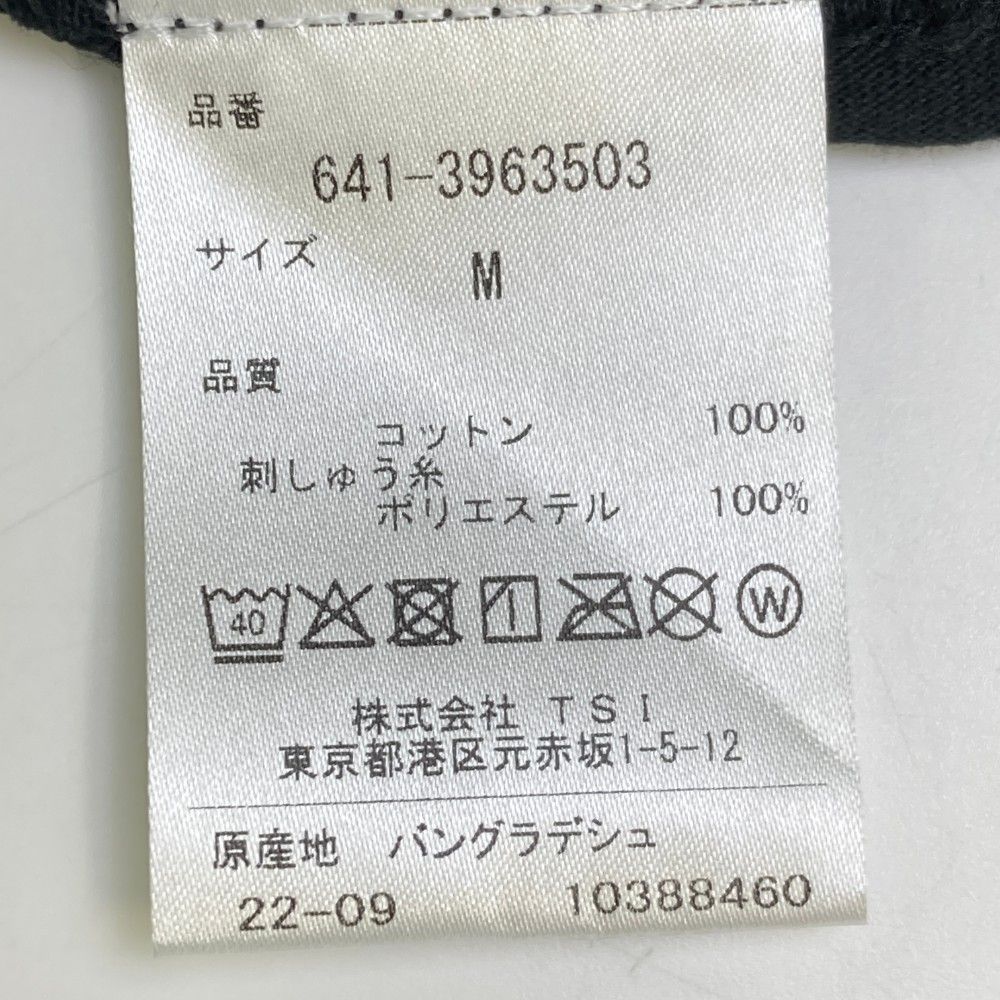 品番
641-3963503
サイズ M
品質
コットン 100%
刺しゅう糸
ポリエステル 100%
40 W
株式会社 TSI
東京都港区元赤坂1-5-12
原産地 バングラデシュ
22-09 10388460